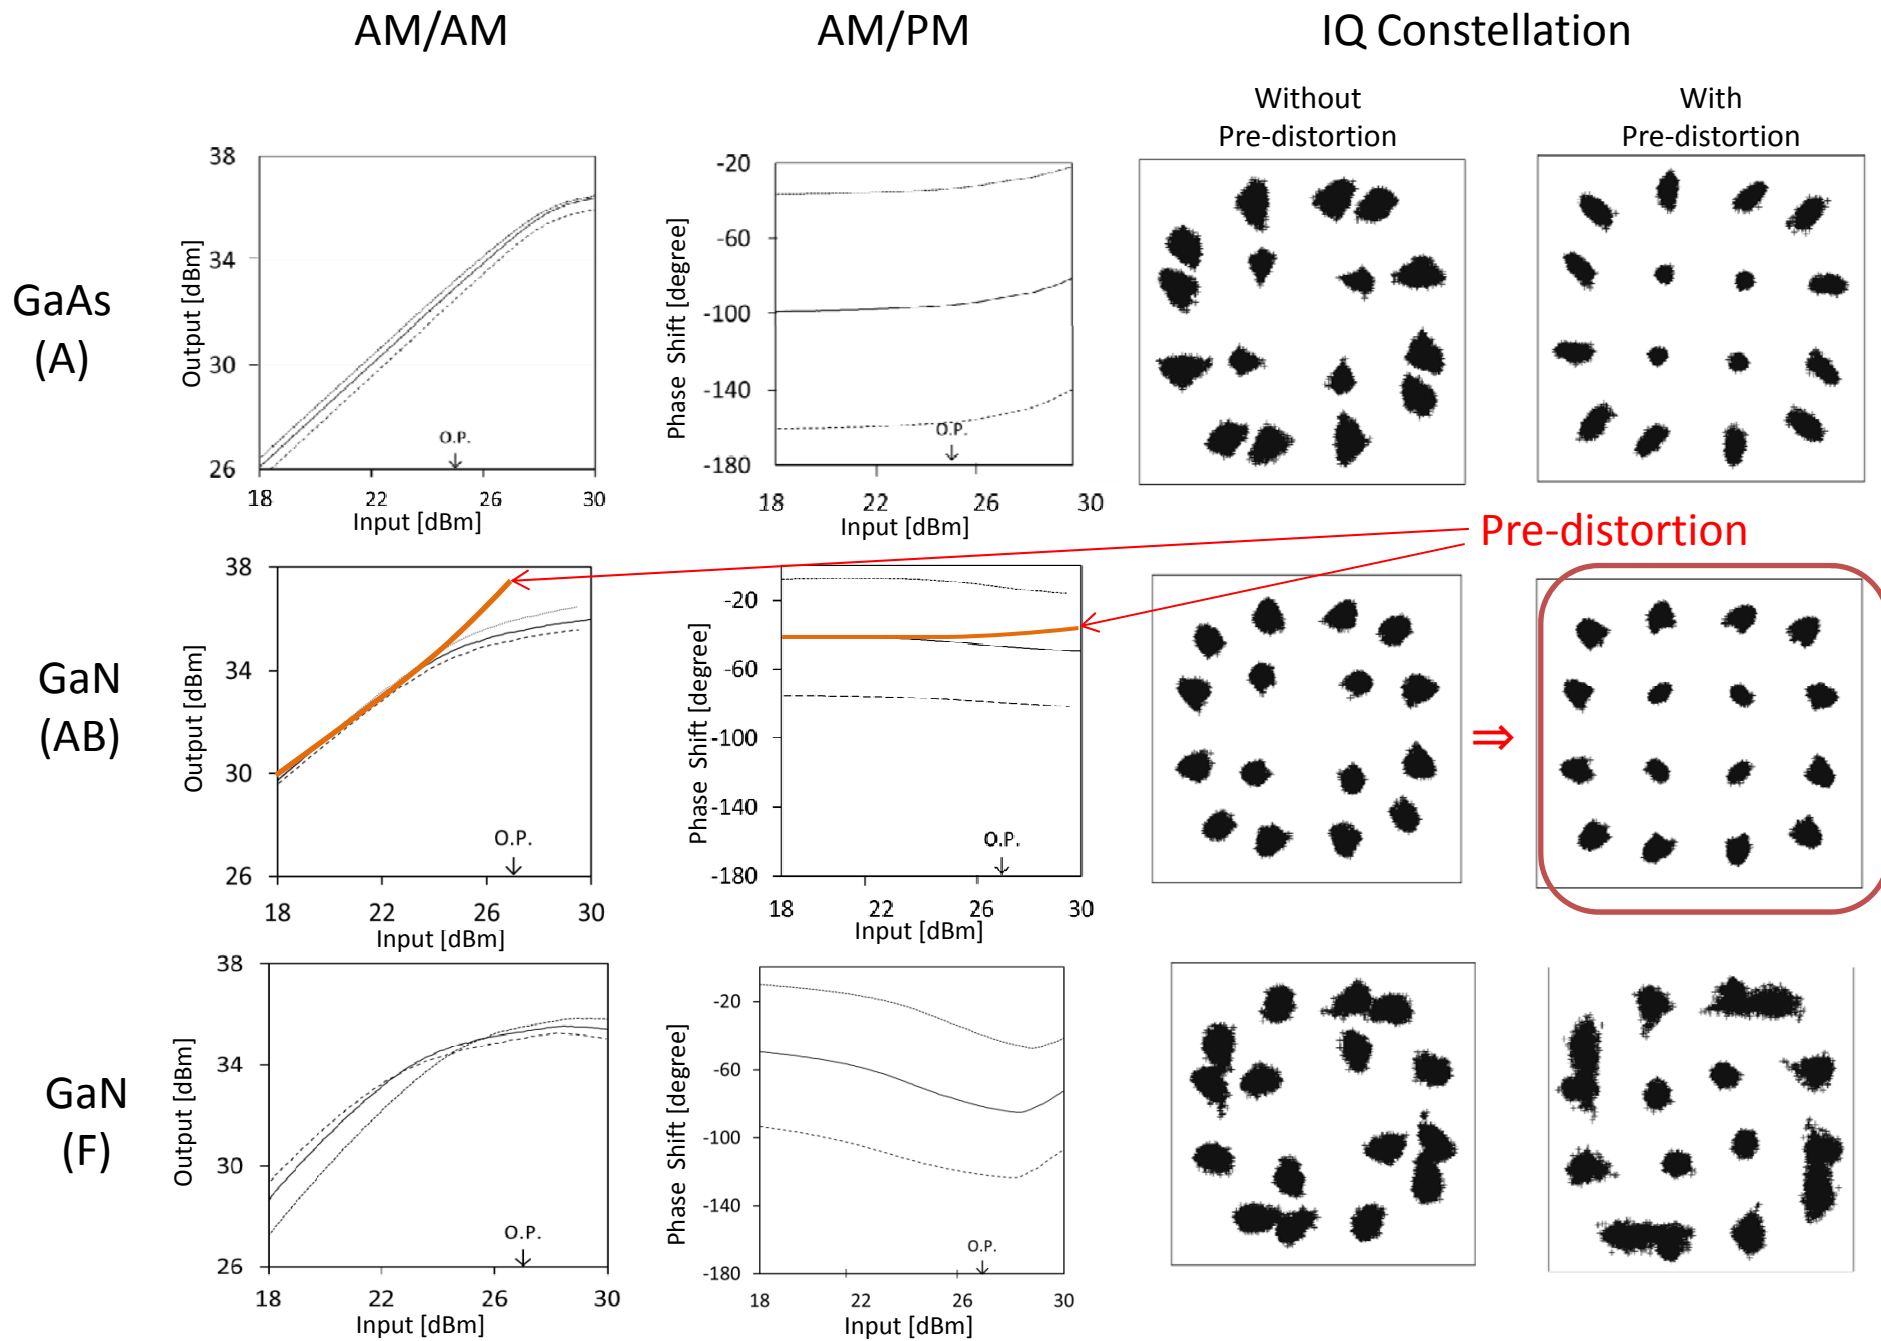 AM/AM
AM/PM
IQ Constellation
Without
Pre-distortion
With
Pre-distortion
GaAs
(A)
Output [dBm]
38
34
30
26
O.P.
18
22
26
30
Input [dBm]
Phase Shift [degree]
-20
-60
-100
-140
-180
O.P.
18
22
26
30
Input [dBm]
Pre-distortion
GaN
(AB)
Output [dBm]
38
34
30
26
O.P.
18
22
26
30
Input [dBm]
Phase Shift [degree]
-20
-60
-100
-140
-180
O.P.
18
22
26
30
Input [dBm]
⇒
GaN
(F)
Output [dBm]
38
34
30
26
O.P.
18
22
26
30
Input [dBm]
Phase Shift [degree]
-20
-60
-100
-140
-180
O.P.
18
22
26
30
Input [dBm]